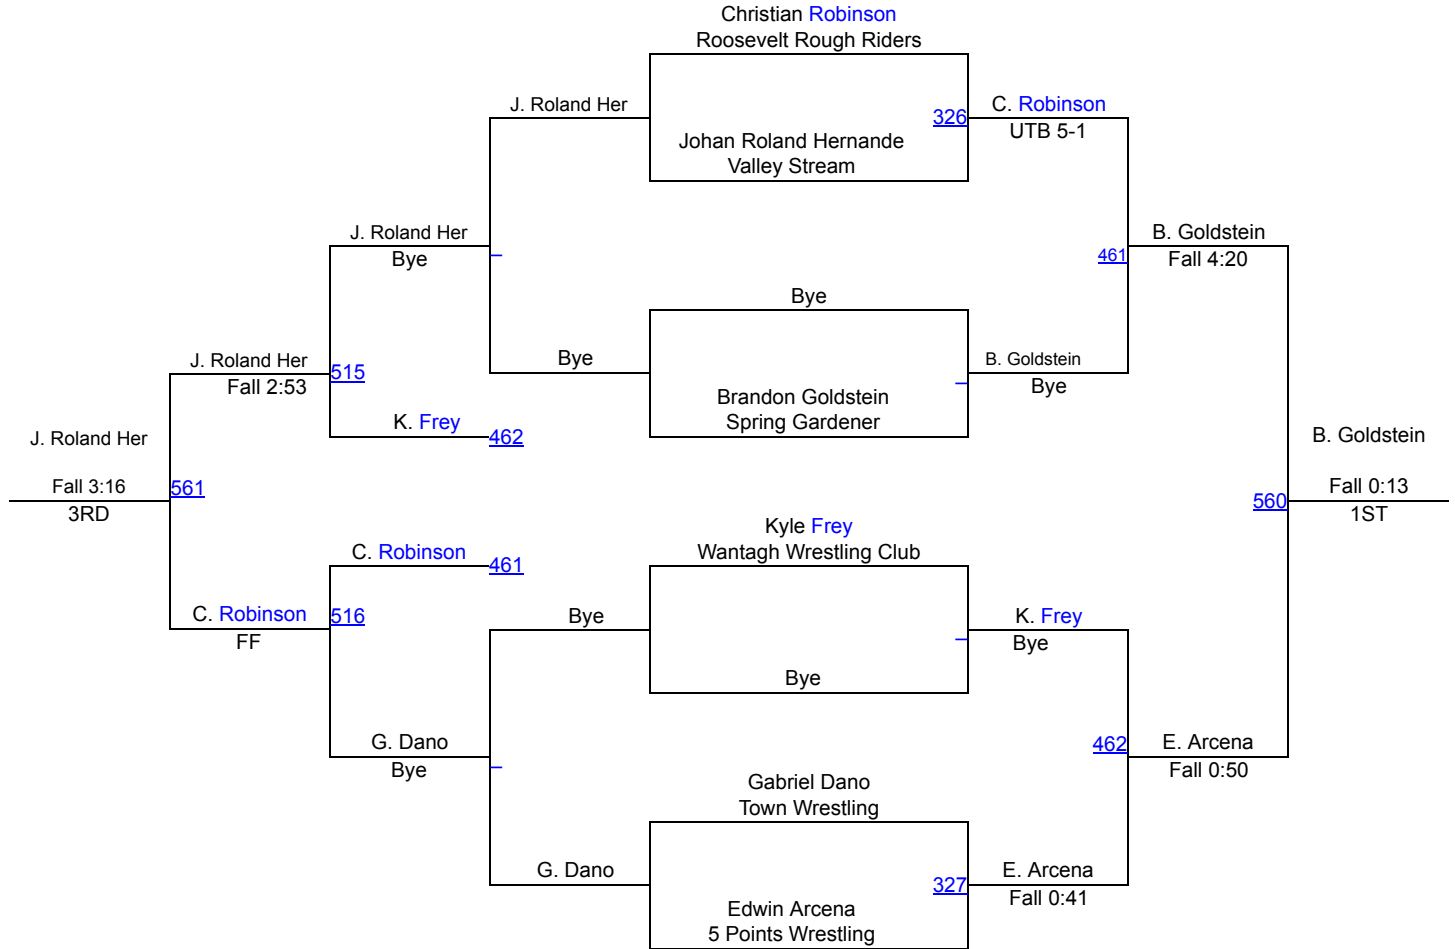 Christian Robinson
Roosevelt Rough Riders
J. Roland Her
326
C. Robinson
UTB 5-1
Johan Roland Hernande
Valley Stream
J. Roland Her
Bye
B. Goldstein
Fall 4:20
461
Bye
Bye
B. Goldstein
Bye
J. Roland Her
Fall 2:53
515
Brandon Goldstein
Spring Gardener
K. Frey
462
J. Roland Her
B. Goldstein
Fall 3:16
3RD
561
560
Fall 0:13
1ST
Kyle Frey
Wantagh Wrestling Club
C. Robinson
461
C. Robinson
FF
516
Bye
K. Frey
Bye
Bye
G. Dano
Bye
462
E. Arcena
Fall 0:50
Gabriel Dano
Town Wrestling
G. Dano
327
E. Arcena
Fall 0:41
Edwin Arcena
5 Points Wrestling